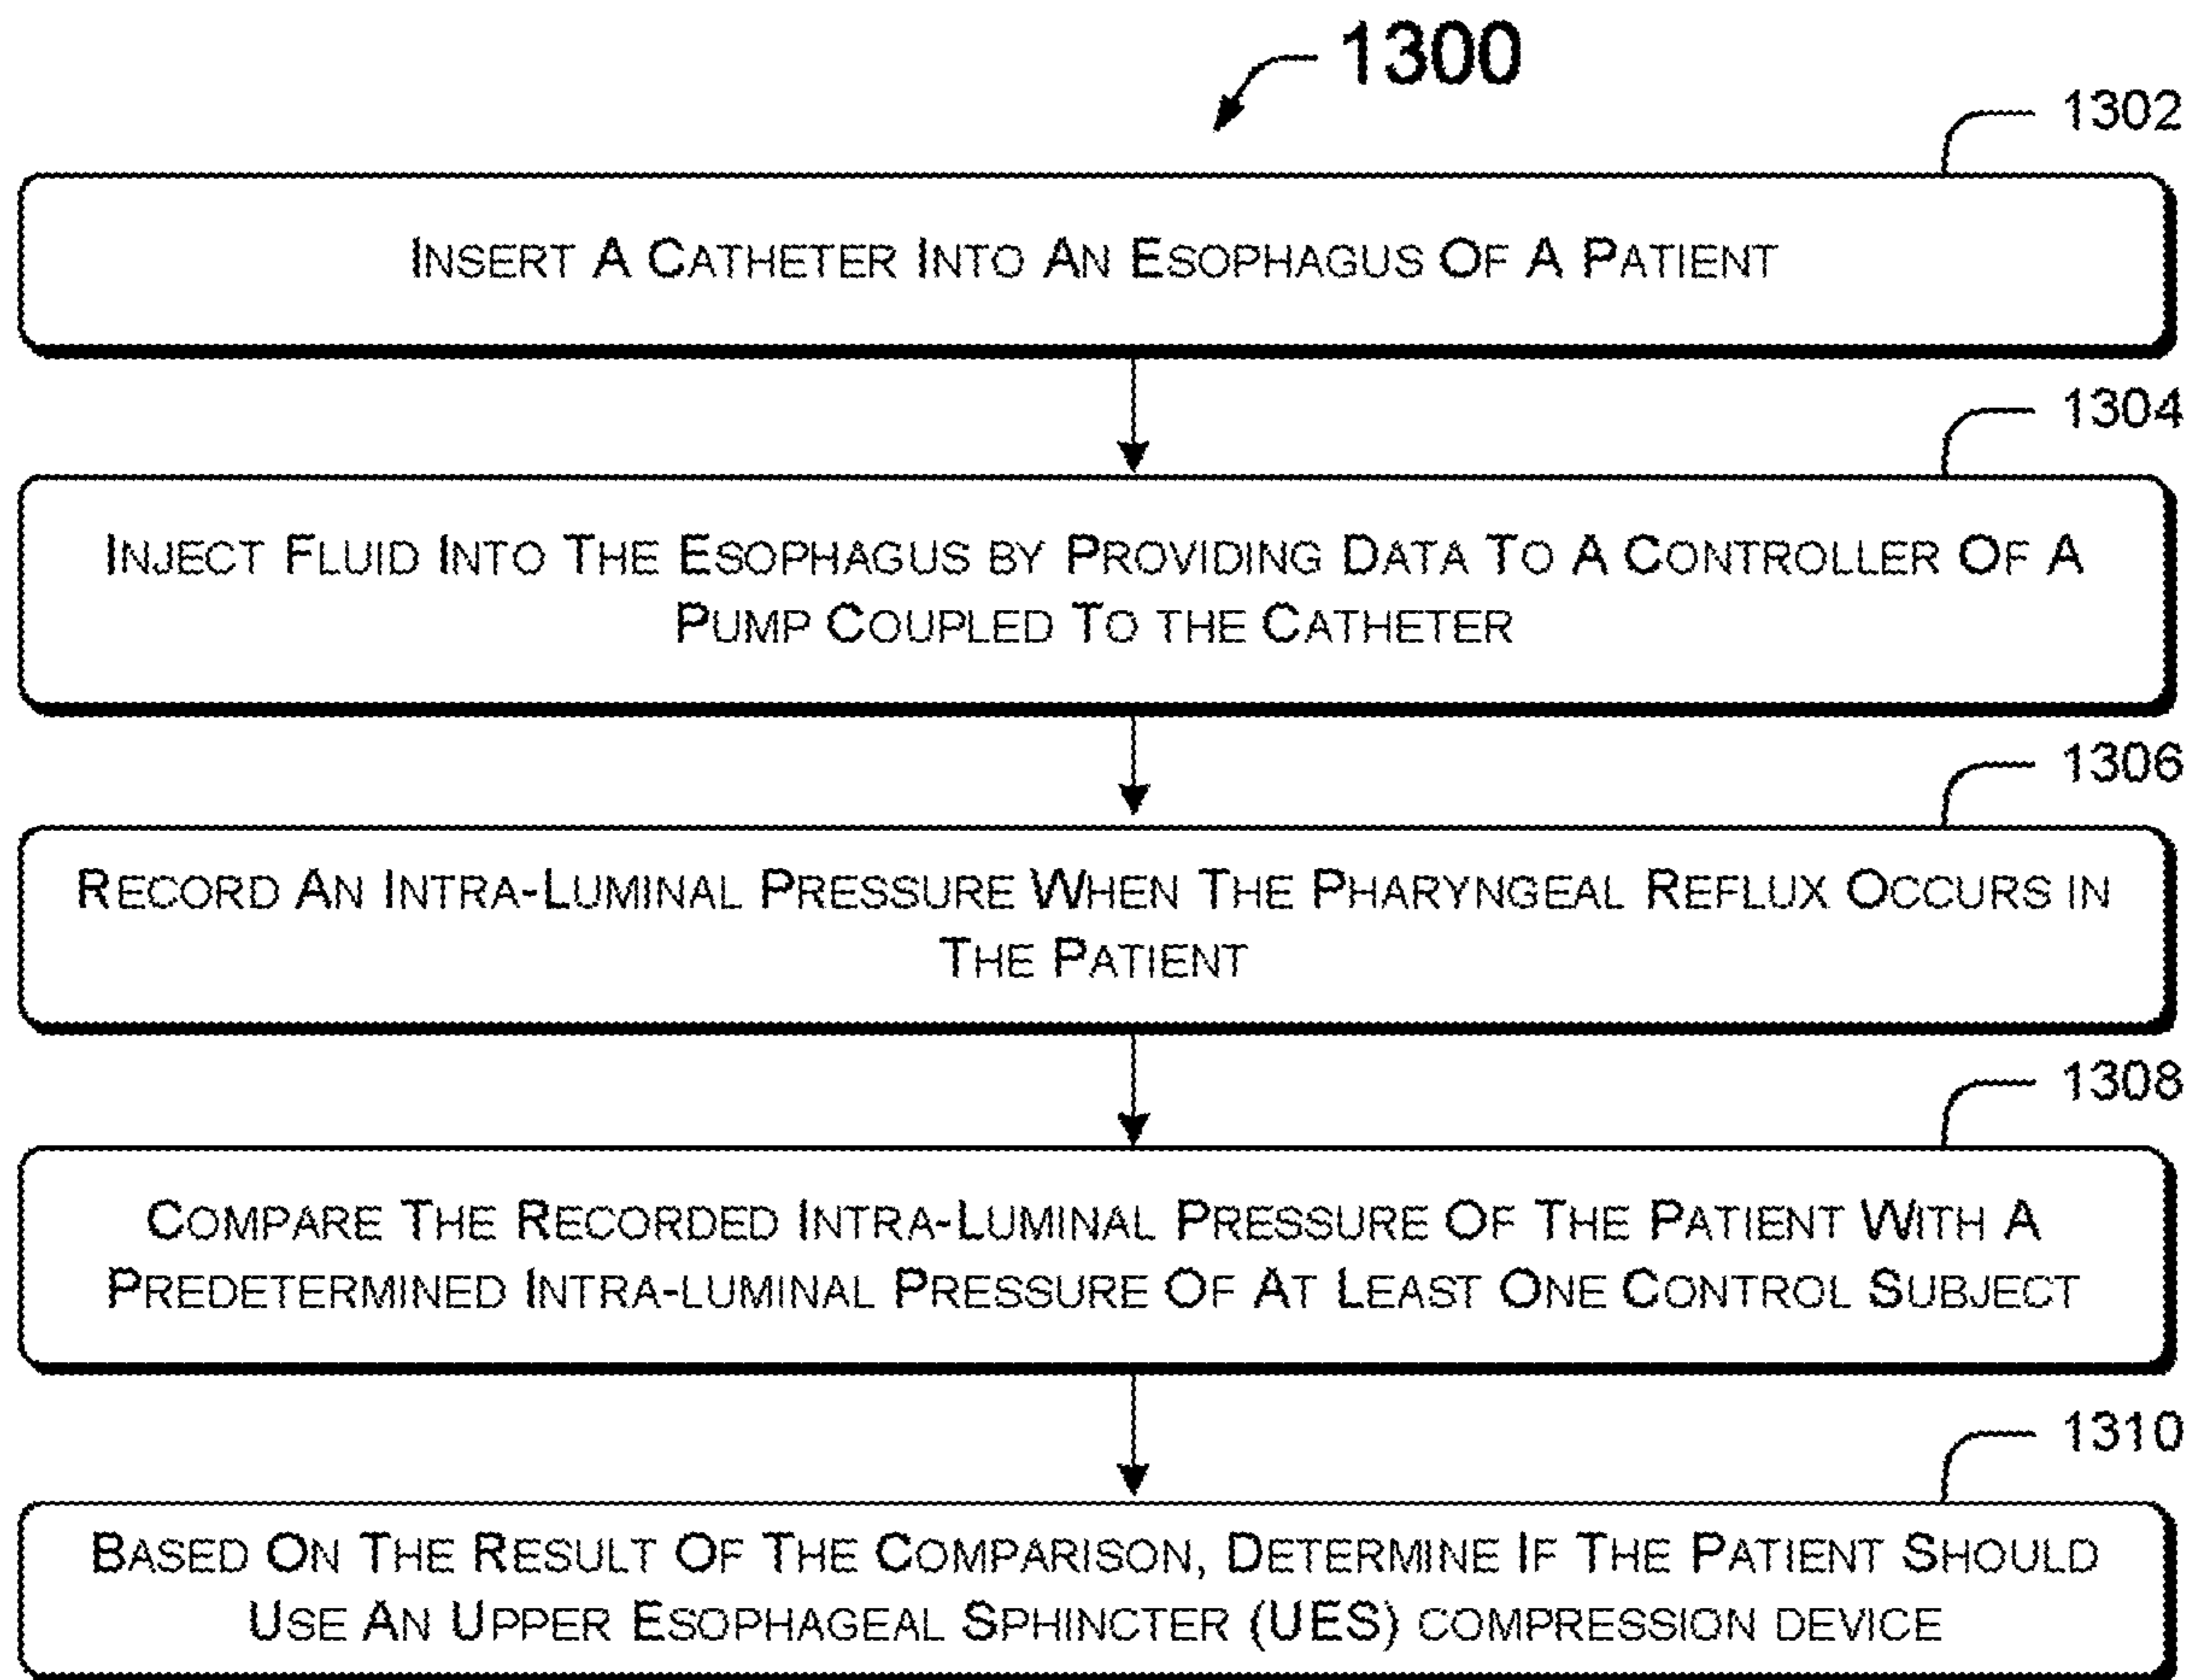 1300
1302
INSERT A CATHETER INTO AN ESOPHAGUS OF A PATIENT
1304
INJECT FLUID INTO THE ESOPHAGUS BY PROVIDING DATA TO A CONTROLLER OF A
PUMP COUPLED TO THE CATHETER
1306
RECORD AN INTRA-LUMINAL PRESSURE WHEN THE PHARYNGEAL REFLUX OCCURS IN
THE PATIENT
1308
COMPARE THE RECORDED INTRA-LUMINAL PRESSURE OF THE PATIENT WITH A
PREDETERMINED INTRA-LUMINAL PRESSURE OF AT LEAST ONE CONTROL SUBJECT
1310
BASED ON THE RESULT OF THE COMPARISON, DETERMINE IF THE PATIENT SHOULD
USE AN UPPER ESOPHAGEAL SPHINCTER (UES) COMPRESSION DEVICE